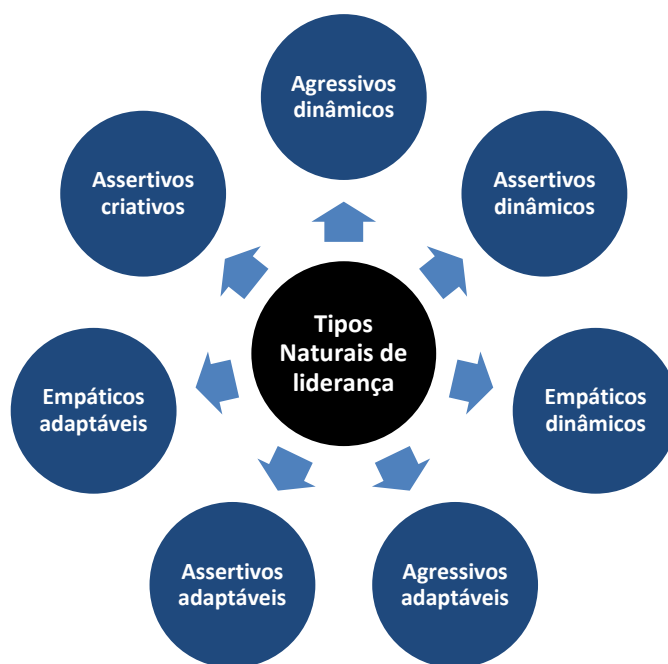 Agressivos
dinâmicos
Assertivos
dinâmicos
Empáticos
dinâmicos
Agressivos
adaptáveis
Assertivos
adaptáveis
Empáticos
adaptáveis
Assertivos
criativos
Tipos
Naturais de
liderança